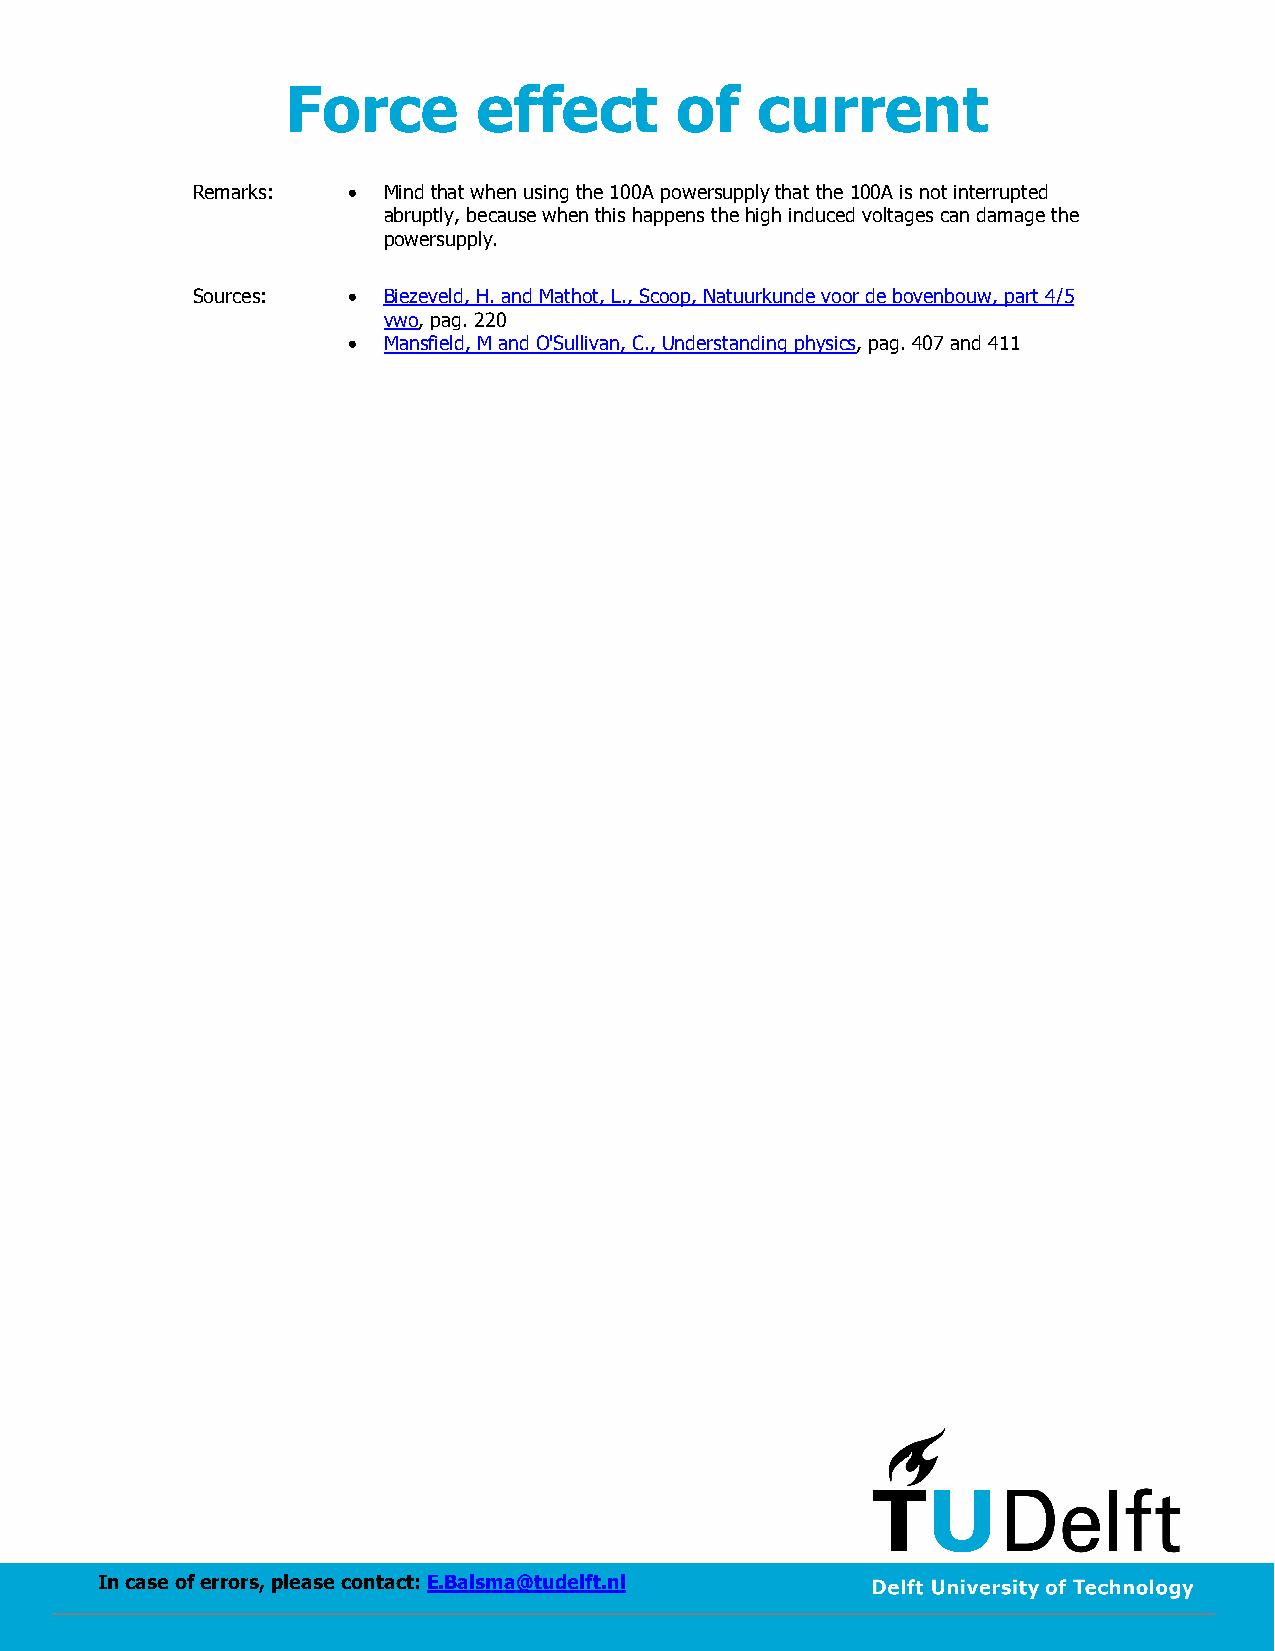 Force effect of current
Remarks: • Mind that when using the 100A powersupply that the 100A is not interrupted
abruptly, because when this happens the high induced voltages can damage the
powersupply.
Sources: • Biezeveld, H. and Mathot, L., Scoop, Natuurkunde voor de bovenbouw, part 4/5
vwo, pag. 220
• Mansfield, M and O'Sullivan, C., Understanding physics, pag. 407 and 411
TUDelft
In case of errors, please contact: E.Balsma@tudelft.nl
Delft University of Technology